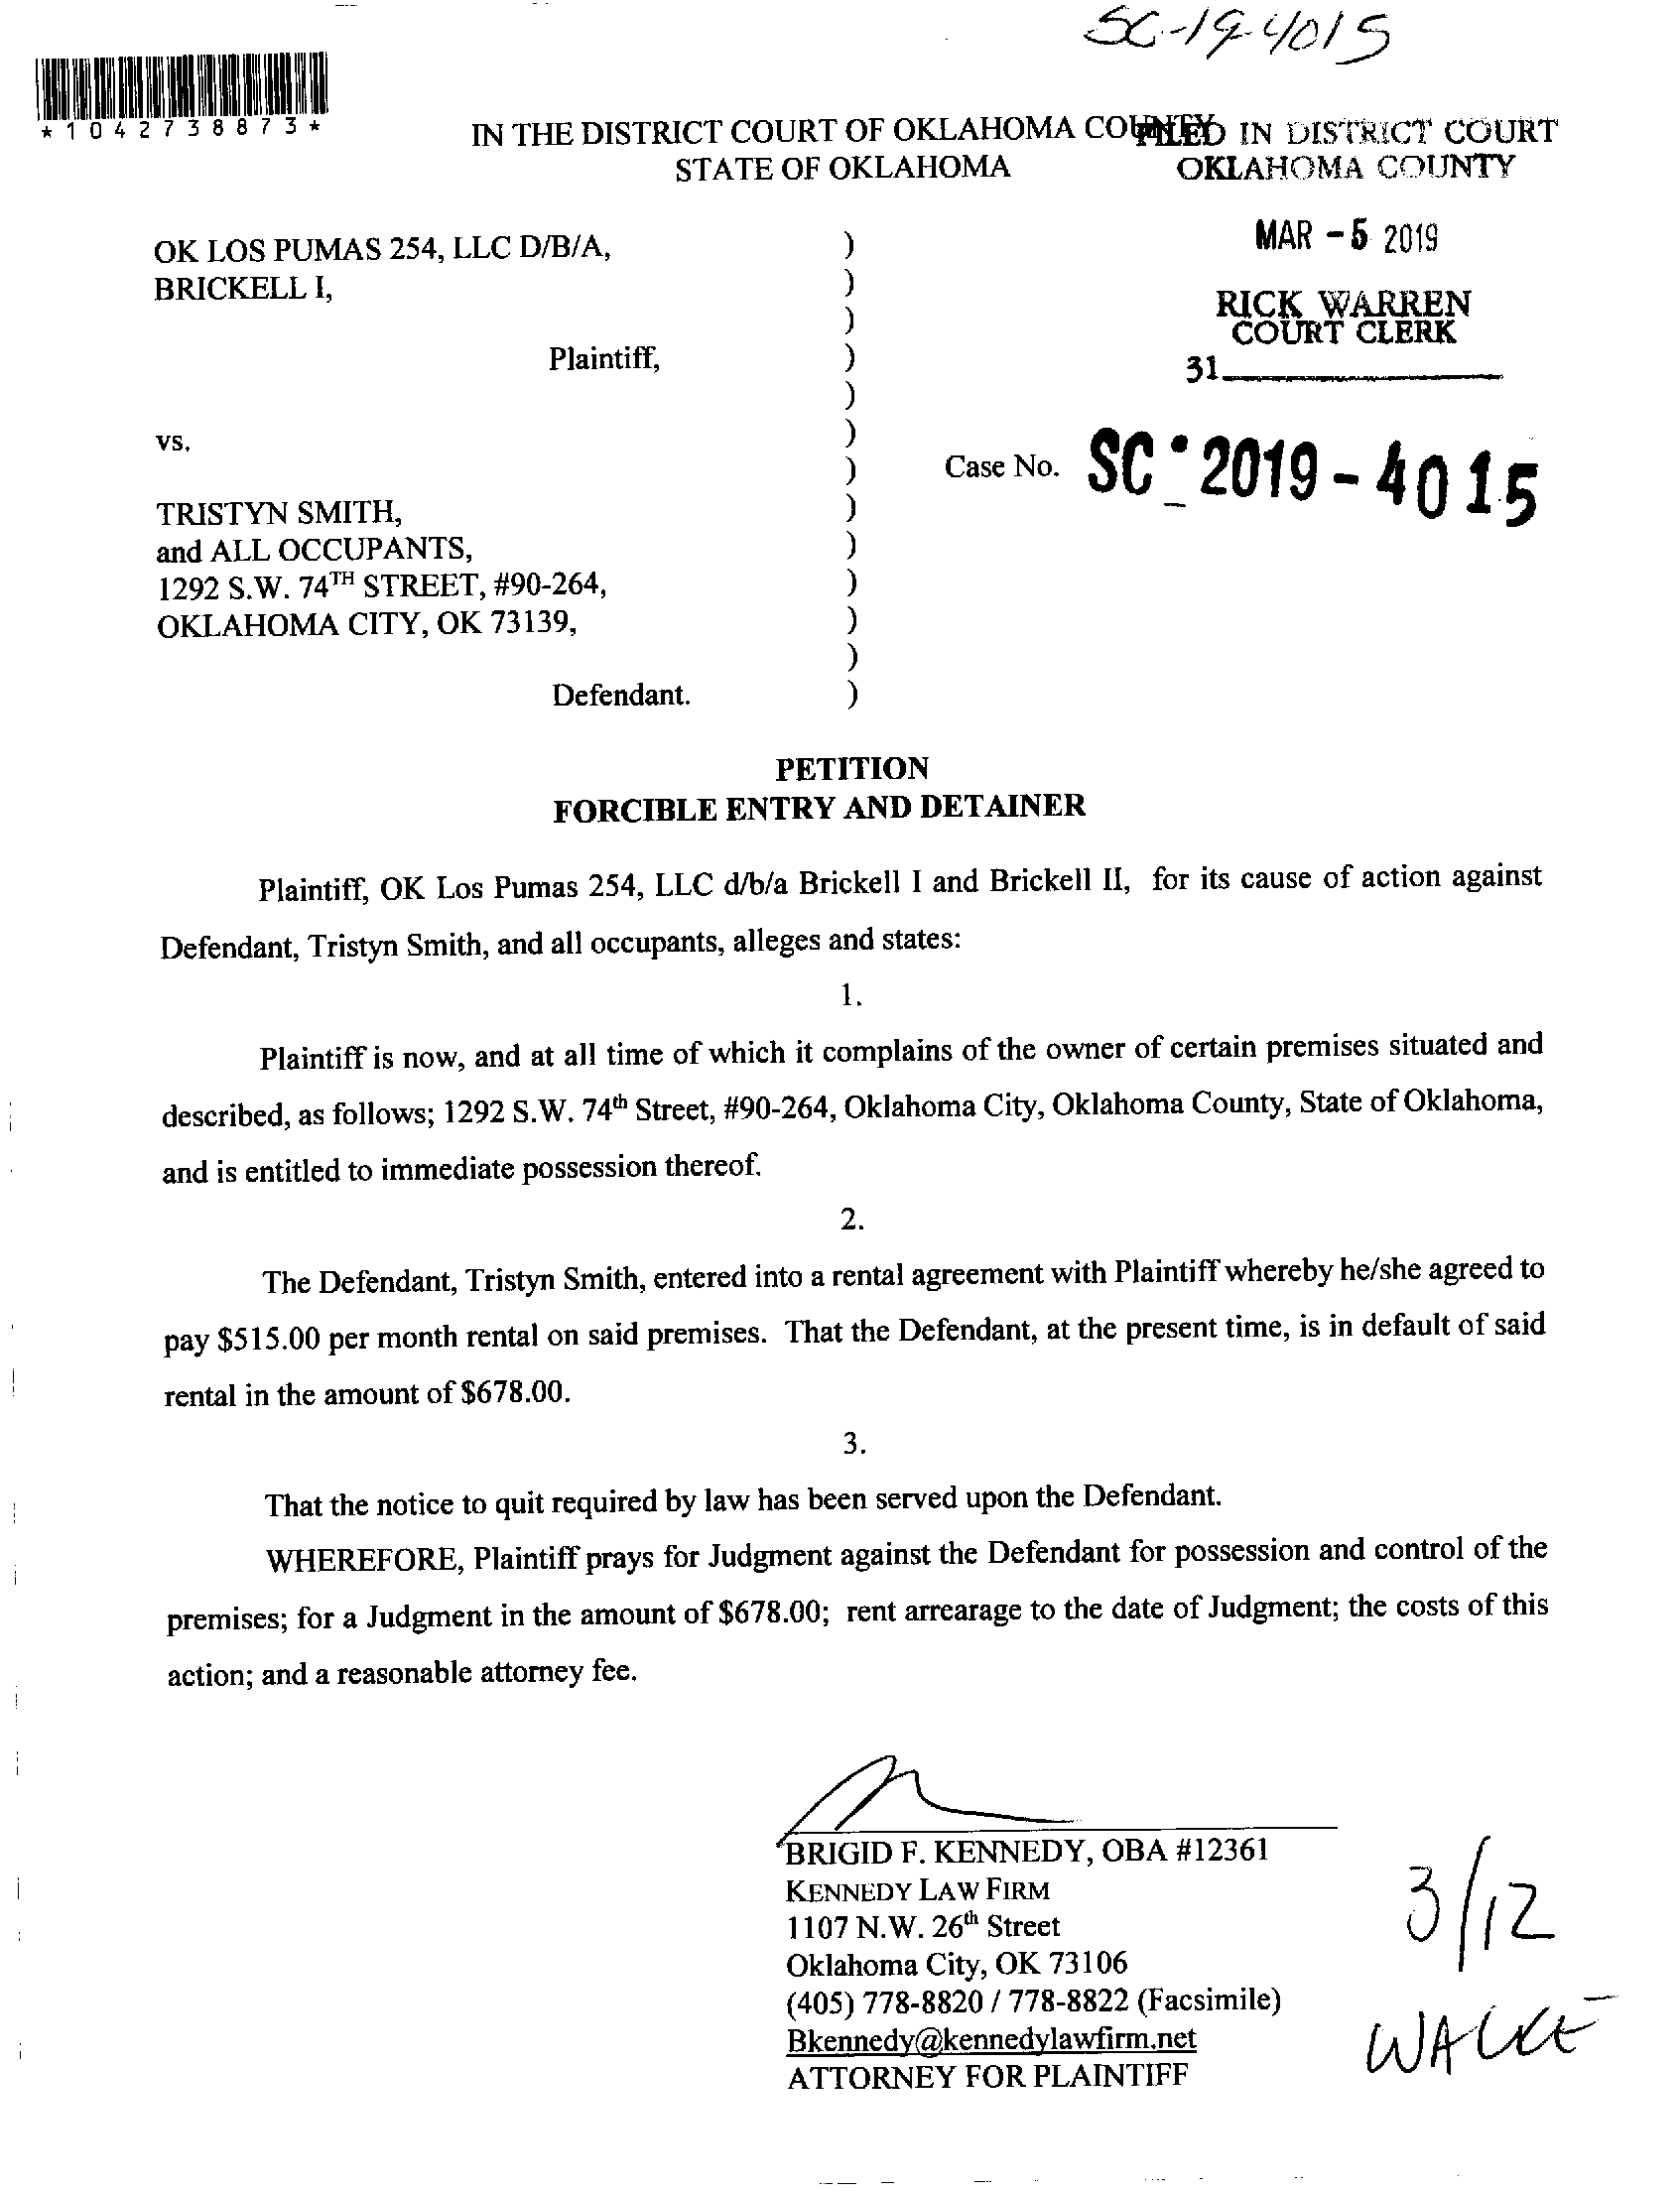 SC-19-4015
*1042738873*
IN THE DISTRICT COURT OF OKLAHOMA COUNTY
STATE OF OKLAHOMA
FILED IN DISTRICT COURT
OKLAHOMA COUNTY
MAR -5 2019
RICK WARREN
COURT CLERK
31
OK LOS PUMAS 254, LLC D/B/A,
BRICKELL I,
Plaintiff,
vs.
Case No. SC-2019-4015
TRISTYN SMITH,
and ALL OCCUPANTS,
1292 S.W. 74TH STREET, #90-264,
OKLAHOMA CITY, OK 73139,
Defendant.
PETITION
FORCIBLE ENTRY AND DETAINER
Plaintiff, OK Los Pumas 254, LLC d/b/a Brickell I and Brickell II, for its cause of action against
Defendant, Tristyn Smith, and all occupants, alleges and states:
1.
Plaintiff is now, and at all time of which it complains of the owner of certain premises situated and
described, as follows; 1292 S.W. 74th Street, #90-264, Oklahoma City, Oklahoma County, State of Oklahoma,
and is entitled to immediate possession thereof.
2.
The Defendant, Tristyn Smith, entered into a rental agreement with Plaintiff whereby he/she agreed to
pay $515.00 per month rental on said premises. That the Defendant, at the present time, is in default of said
rental in the amount of $678.00.
3.
That the notice to quit required by law has been served upon the Defendant.
WHEREFORE, Plaintiff prays for Judgment against the Defendant for possession and control of the
premises; for a Judgment in the amount of $678.00; rent arrearage to the date of Judgment; the costs of this
action; and a reasonable attorney fee.
BRIGID F. KENNEDY, OBA #12361
KENNEDY LAW FIRM
1107 N.W. 26th Street
Oklahoma City, OK 73106
(405) 778-8820 / 778-8822 (Facsimile)
Bkennedy@kennedylawfirm.net
ATTORNEY FOR PLAINTIFF
3/12